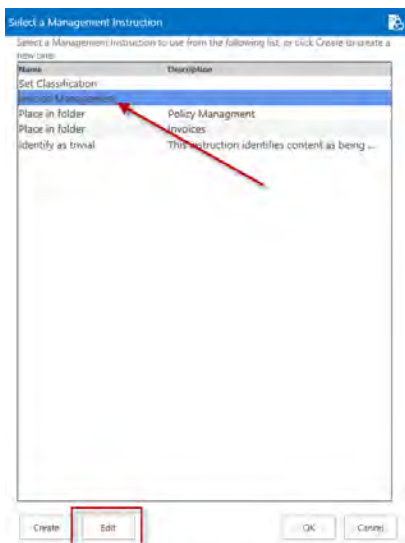 Select a Management Instruction
Select a Management Instruction to use from the following list, or click Create to create a
new one
Name Description
Set Classification
Management
Place in folder Policy Managment
Place in folder Invoices
Identify as trivial This instruction identifies content as being ...
Create Edit OK Cancel